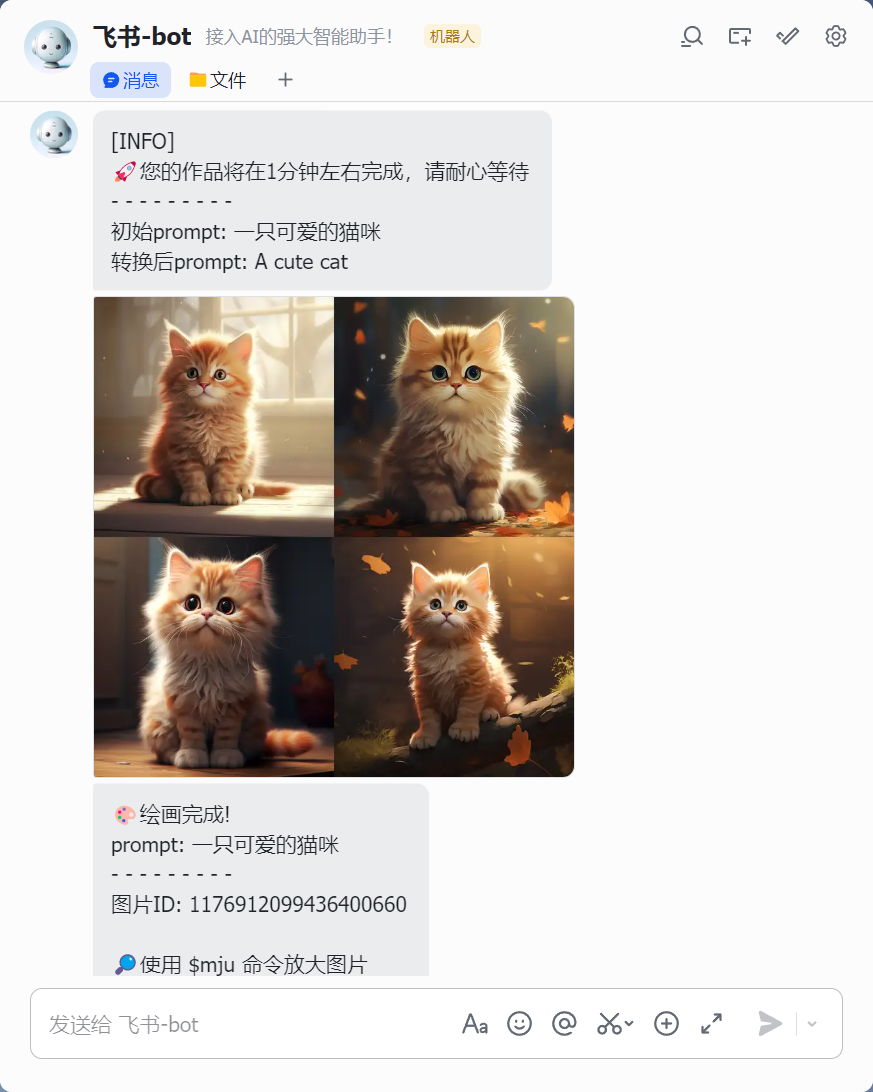 飞书-bot 接入AI的强大智能助手! 机器人
消息 文件
[INFO]
🚀您的作品将在1分钟左右完成，请耐心等待
- - - - - - - - -
初始prompt: 一只可爱的猫咪
转换后prompt: A cute cat
🎨绘画完成!
prompt: 一只可爱的猫咪
- - - - - - - - -
图片ID: 1176912099436400660
🔎使用 $mju 命令放大图片
发送给 飞书-bot Aa